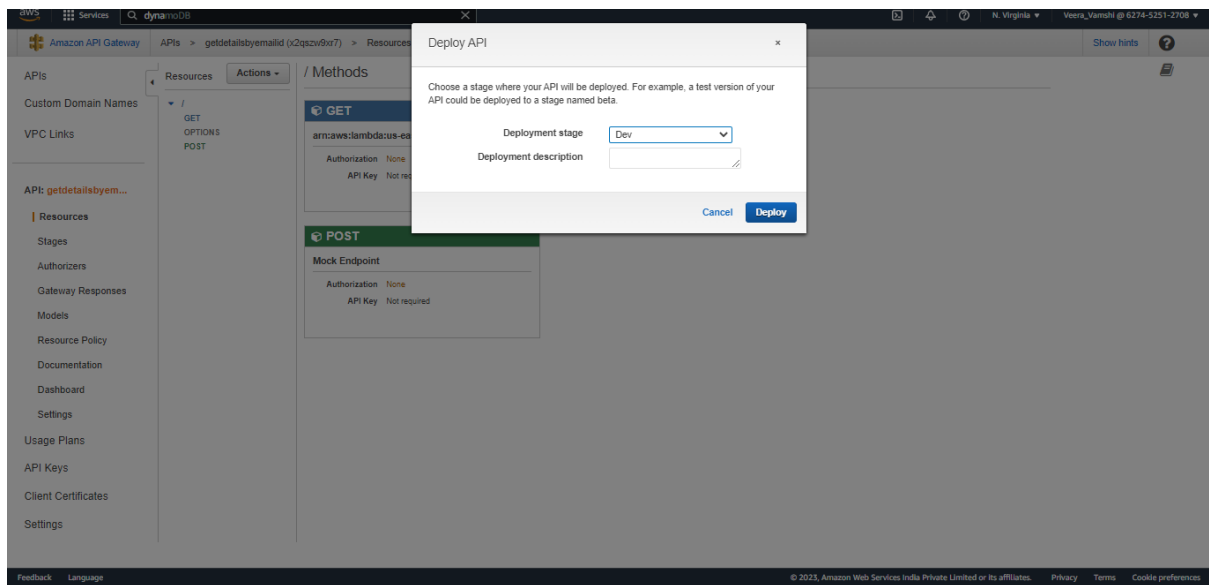 aws
Services
dynamoDB
N. Virginia
Veera_Vamshi @ 6274-5251-2708
Amazon API Gateway
APIs > getdetailsbyemailid (x2qszw9xr7) > Resources
Show hints
APIs
Custom Domain Names
VPC Links
API: getdetailsbyem...
Resources
Stages
Authorizers
Gateway Responses
Models
Resource Policy
Documentation
Dashboard
Settings
Usage Plans
API Keys
Client Certificates
Settings
Resources
Actions
/
GET
OPTIONS
POST
/ Methods
GET
arn:aws:lambda:us-ea
Authorization None
API Key Not req
POST
Mock Endpoint
Authorization None
API Key Not required
Deploy API
Choose a stage where your API will be deployed. For example, a test version of your
API could be deployed to a stage named beta.
Deployment stage Dev
Deployment description
Cancel Deploy
Feedback Language
© 2023, Amazon Web Services India Private Limited or its affiliates. Privacy Terms Cookie preferences